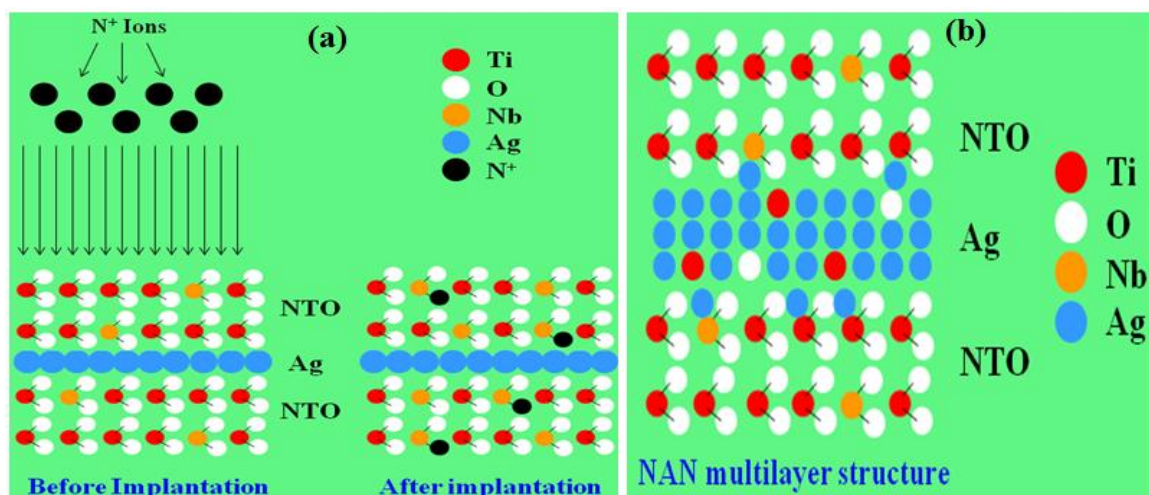 N⁺ Ions
(a)
Ti
O
Nb
Ag
N⁺
NTO
Ag
NTO
Before Implantation
After implantation
(b)
NTO
Ag
NTO
Ti
O
Nb
Ag
NAN multilayer structure